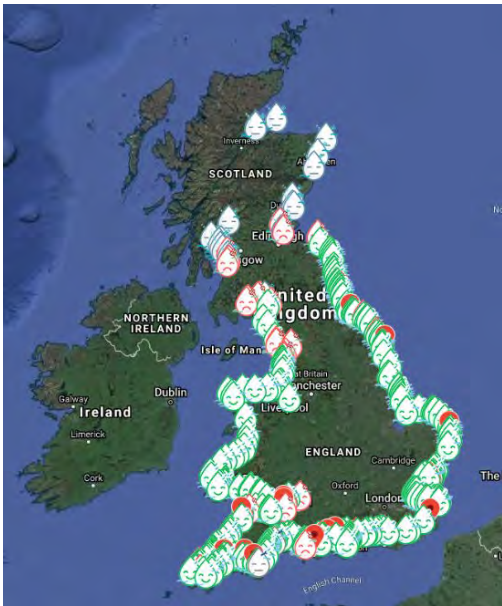 Inverness
SCOTLAND
Edinburgh
United
Kingdom
NORTHERN
IRELAND
Isle of Man
Great Britain
Manchester
Dublin
Galway
Ireland
Liverpool
Limerick
ENGLAND
Cambridge
Cork
Oxford
London
The
English Channel